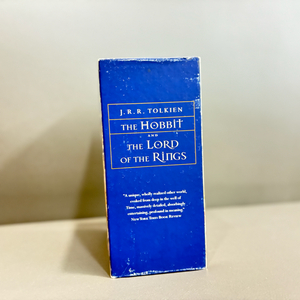 J. R. R. TOLKIEN
THE HOBBIT
AND
THE LORD
OF THE RINGS
"A unique, wholly realized other world,
evoked from deep in the well of
Time, massively detailed, absorbingly
entertaining, profound in meaning."
NEW YORK TIMES BOOK REVIEW